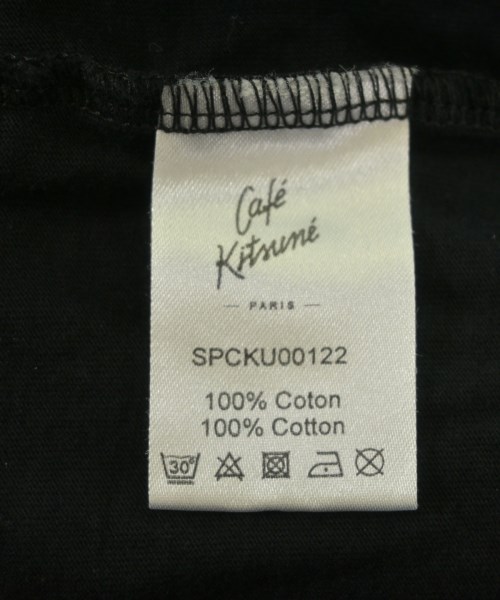 Café
Kitsuné
— PARIS —
SPCKU00122
100% Coton
100% Cotton
30°